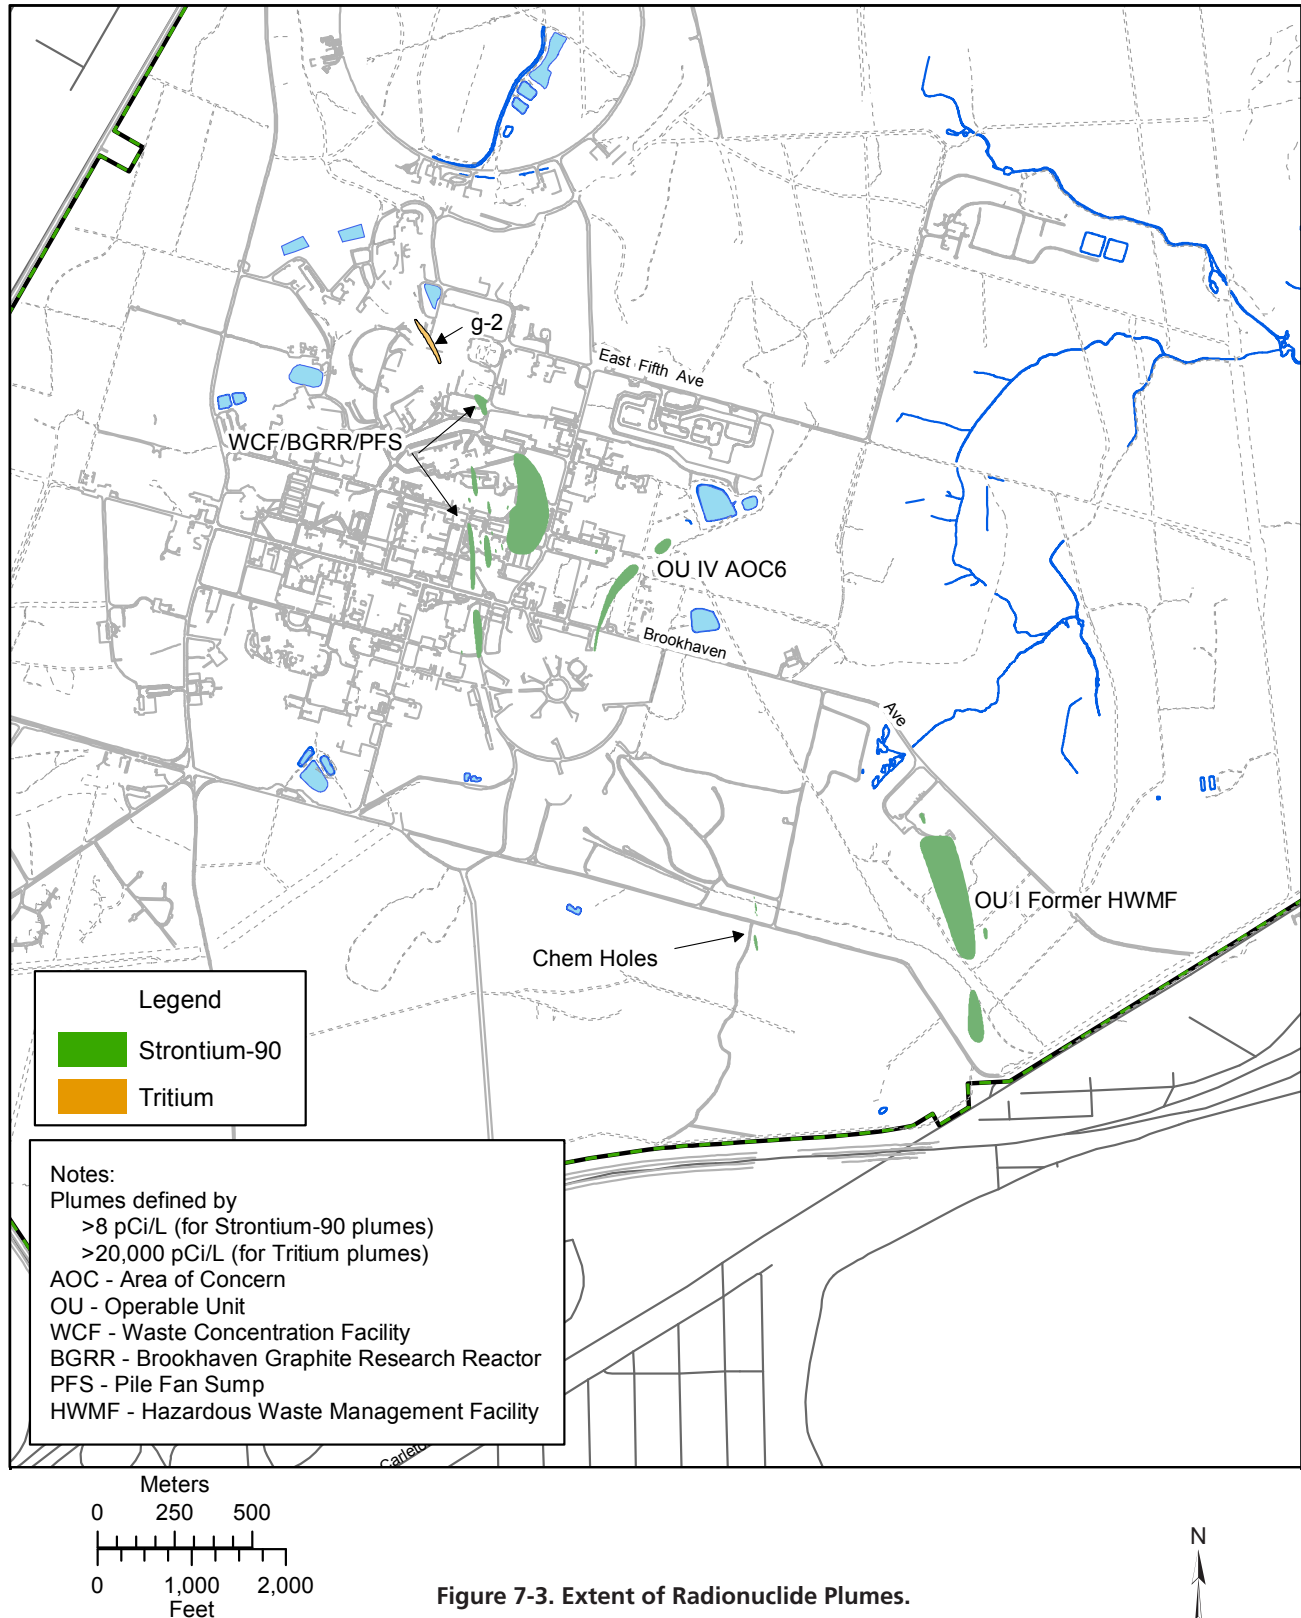 g-2
East Fifth Ave
WCF/BGRR/PFS
OU IV AOC6
Brookhaven
Ave
OU I Former HWMF
Chem Holes
Legend
Strontium-90
Tritium
Notes:
Plumes defined by
>8 pCi/L (for Strontium-90 plumes)
>20,000 pCi/L (for Tritium plumes)
AOC - Area of Concern
OU - Operable Unit
WCF - Waste Concentration Facility
BGRR - Brookhaven Graphite Research Reactor
PFS - Pile Fan Sump
HWMF - Hazardous Waste Management Facility
Meters
0 250 500
0 1,000 2,000
Feet
N
Figure 7-3. Extent of Radionuclide Plumes.